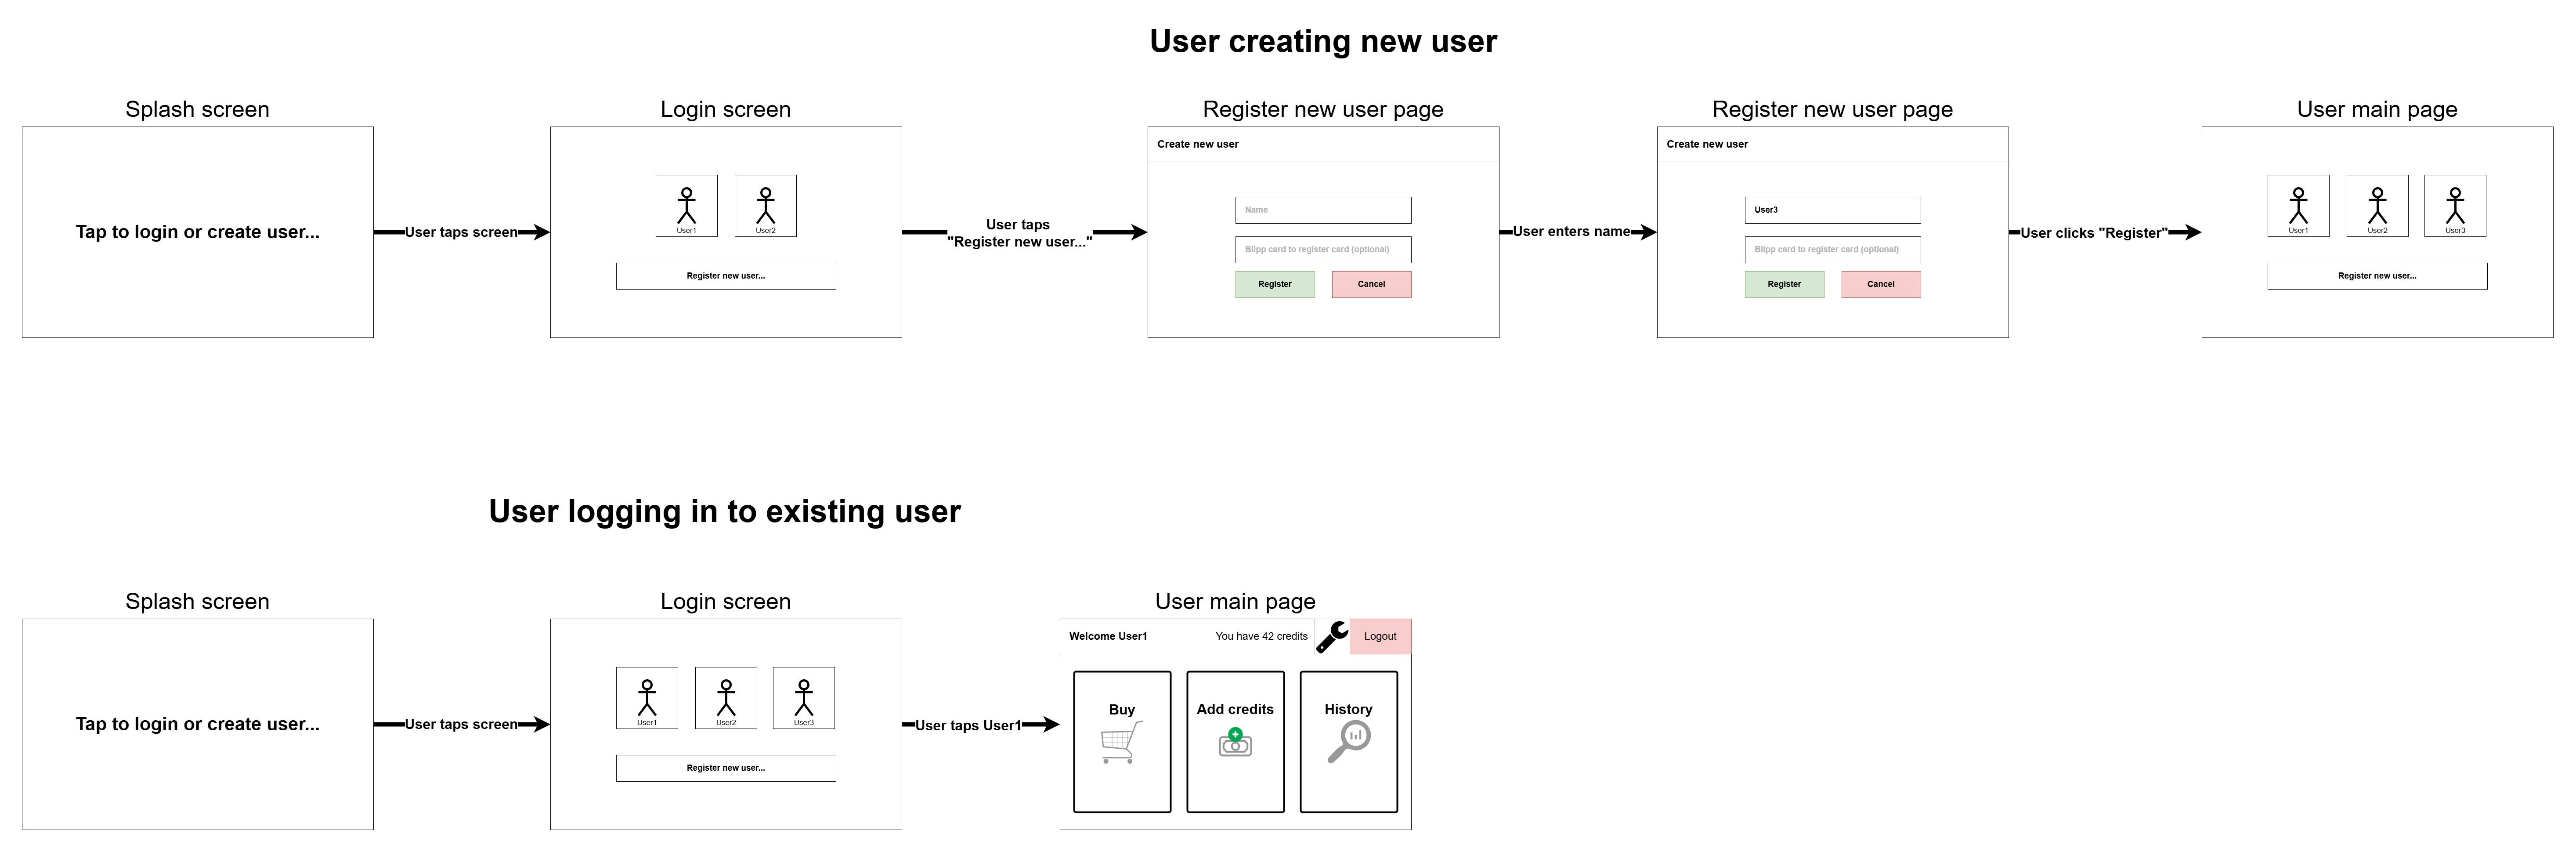 User creating new user
Splash screen
Tap to login or create user...
User taps screen
Login screen
User1
User2
Register new user...
User taps
"Register new user..."
Register new user page
Create new user
Name
Blipp card to register card (optional)
Register
Cancel
User enters name
Register new user page
Create new user
User3
Blipp card to register card (optional)
Register
Cancel
User clicks "Register"
User main page
User1
User2
User3
Register new user...
User logging in to existing user
Splash screen
Tap to login or create user...
User taps screen
Login screen
User1
User2
User3
Register new user...
User taps User1
User main page
Welcome User1
You have 42 credits
Logout
Buy
Add credits
History